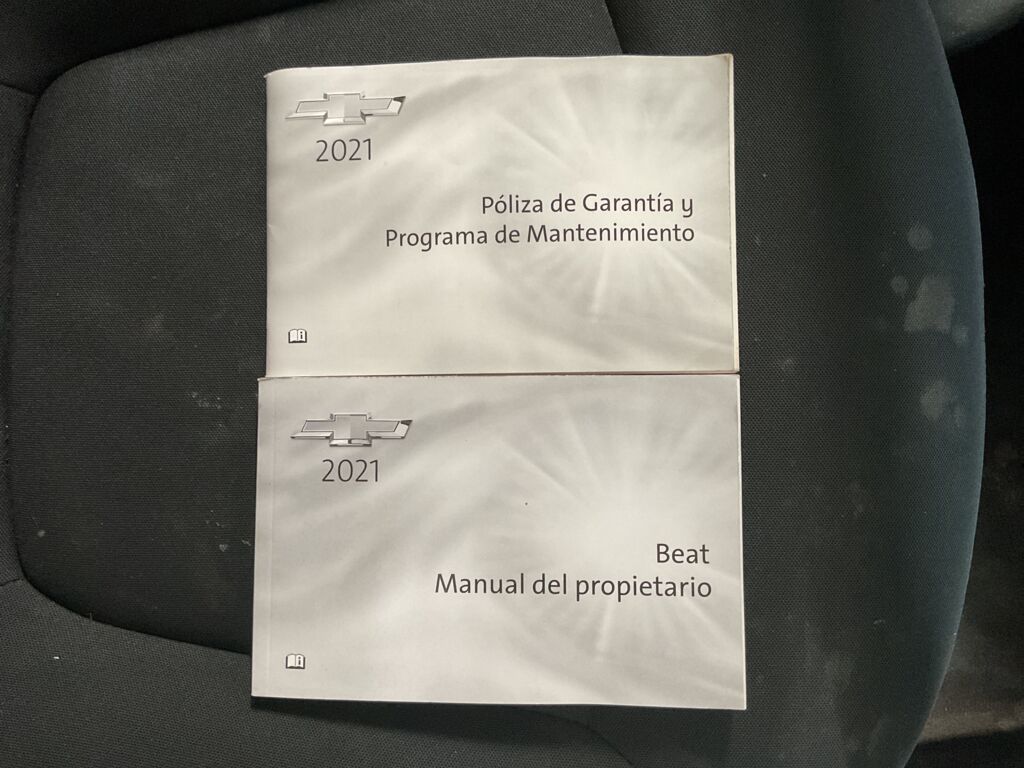 2021
Póliza de Garantía y
Programa de Mantenimiento
2021
Beat
Manual del propietario